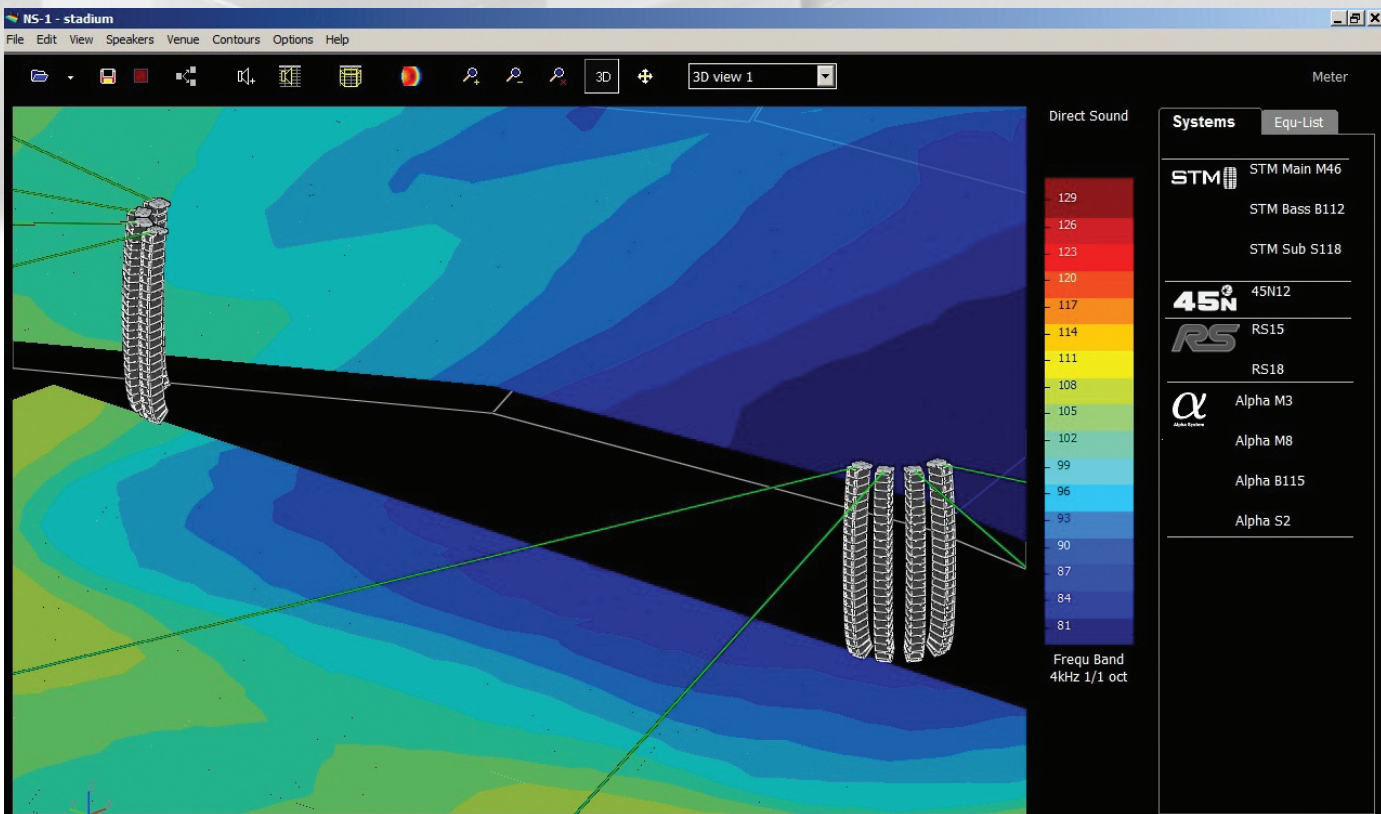 NS-1 - stadium
File Edit View Speakers Venue Contours Options Help
3D
3D view 1
Meter
Direct Sound
129
126
123
120
117
114
111
108
105
102
99
96
93
90
87
84
81
Frequ Band
4kHz 1/1 oct
Systems
Equ-List
STM
STM Main M46
STM Bass B112
STM Sub S118
45N
45N12
RS
RS15
RS18
α
Alpha System
Alpha M3
Alpha M8
Alpha B115
Alpha S2